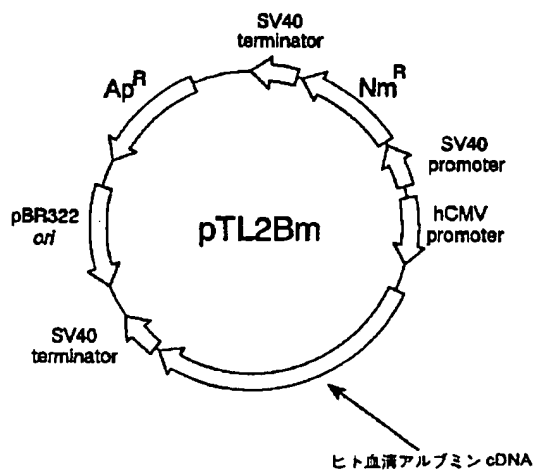 SV40
terminator
Ap^R
Nm^R
SV40
promoter
pBR322
ori
pTL2Bm
hCMV
promoter
SV40
terminator
ヒト血清アルブミン cDNA